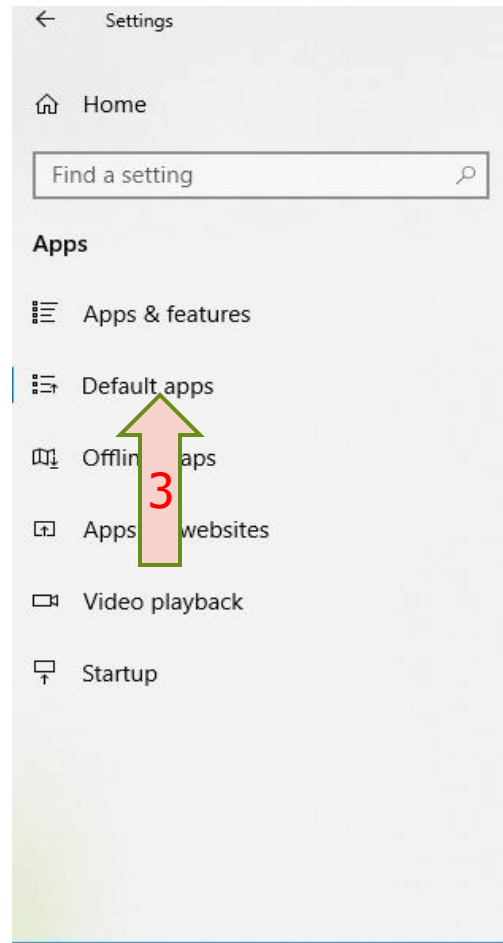 Settings
Home
Find a setting
Apps
Apps & features
Default apps
Offlin aps
3
Apps websites
Video playback
Startup